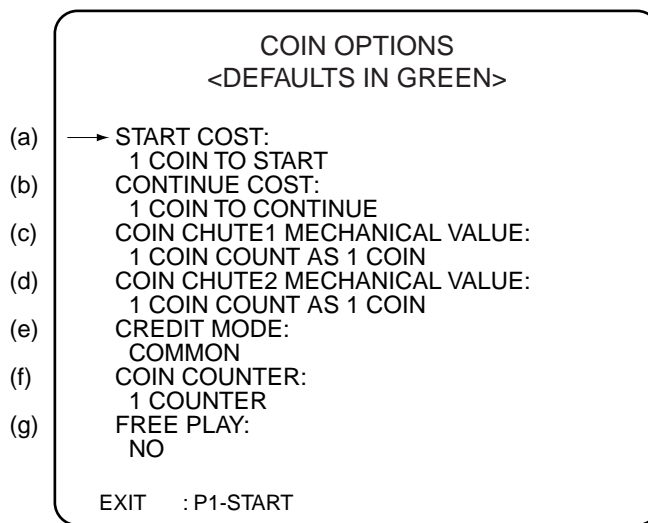 COIN OPTIONS
<DEFAULTS IN GREEN>
(a) START COST:
1 COIN TO START
(b) CONTINUE COST:
1 COIN TO CONTINUE
(c) COIN CHUTE1 MECHANICAL VALUE:
1 COIN COUNT AS 1 COIN
(d) COIN CHUTE2 MECHANICAL VALUE:
1 COIN COUNT AS 1 COIN
(e) CREDIT MODE:
COMMON
(f) COIN COUNTER:
1 COUNTER
(g) FREE PLAY:
NO
EXIT : P1-START